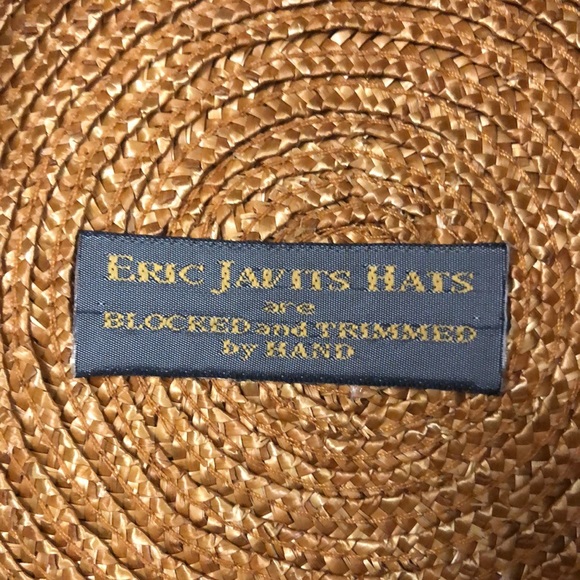 ERIC JAVITS HATS
are
BLOCKED and TRIMMED
by HAND